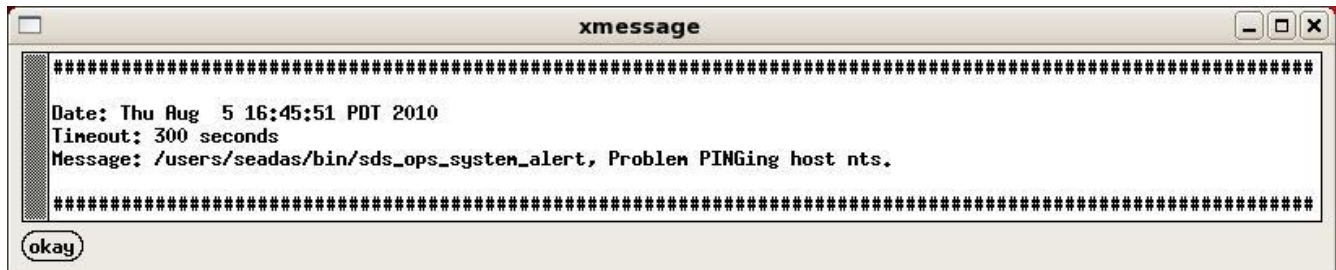 xmessage
################################################################################################################
Date: Thu Aug  5 16:45:51 PDT 2010
Timeout: 300 seconds
Message: /users/seadas/bin/sds_ops_system_alert, Problem PINGing host nts.
################################################################################################################
okay